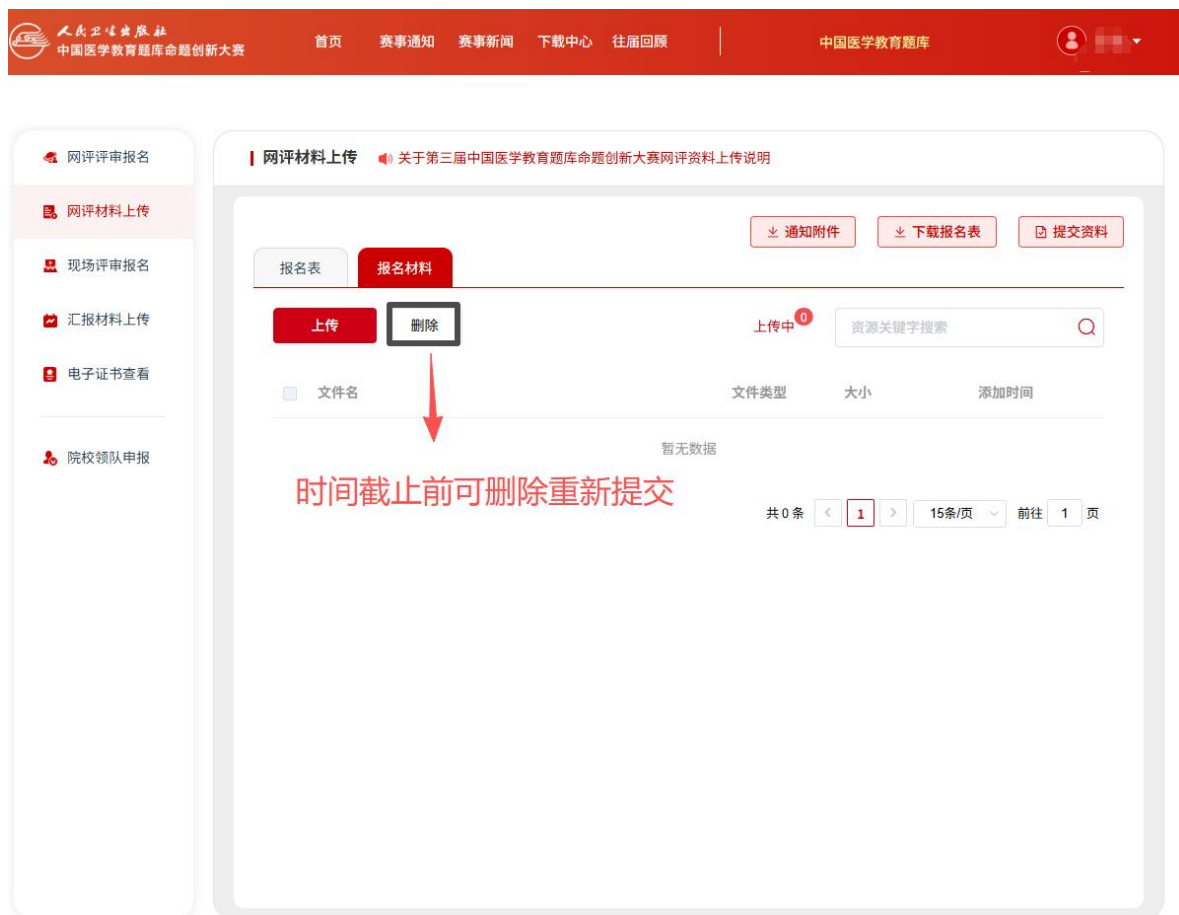 人民卫生出版社
中国医学教育题库命题创新大赛
首页 赛事通知 赛事新闻 下载中心 往届回顾 中国医学教育题库
网评评审报名
网评材料上传
现场评审报名
汇报材料上传
电子证书查看
院校领队申报
网评材料上传 关于第三届中国医学教育题库命题创新大赛网评资料上传说明
通知附件 下载报名表 提交资料
报名表 报名材料
上传 删除 上传中 0 资源关键字搜索
文件名 文件类型 大小 添加时间
暂无数据
时间截止前可删除重新提交
共 0 条 < 1 > 15条/页 前往 1 页